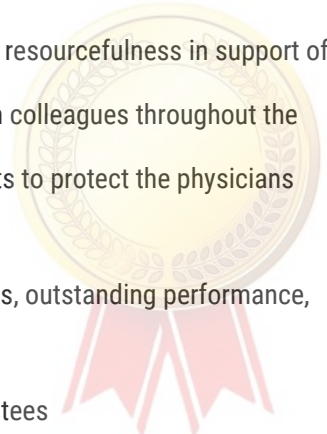 resourcefulness in support of
colleagues throughout the
ts to protect the physicians
s, outstanding performance,
tees